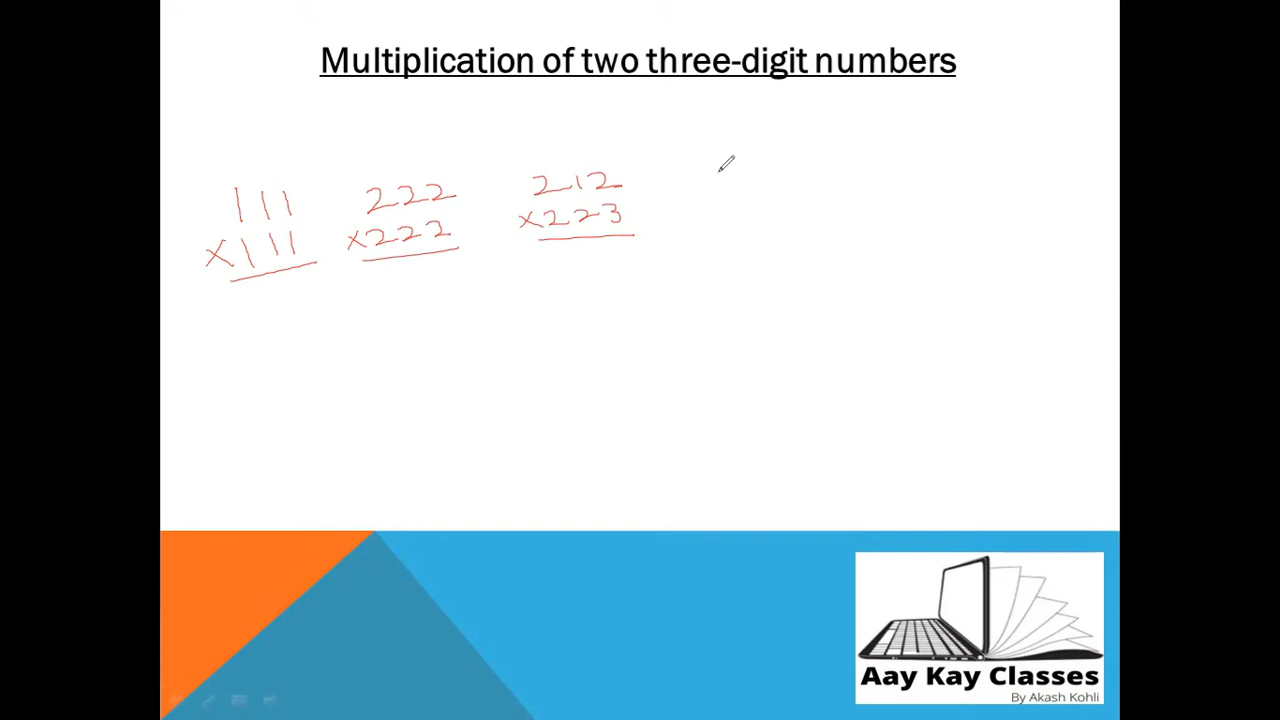 Multiplication of two three-digit numbers
111
×111
222
×222
212
×223
Aay Kay Classes
By Akash Kohli